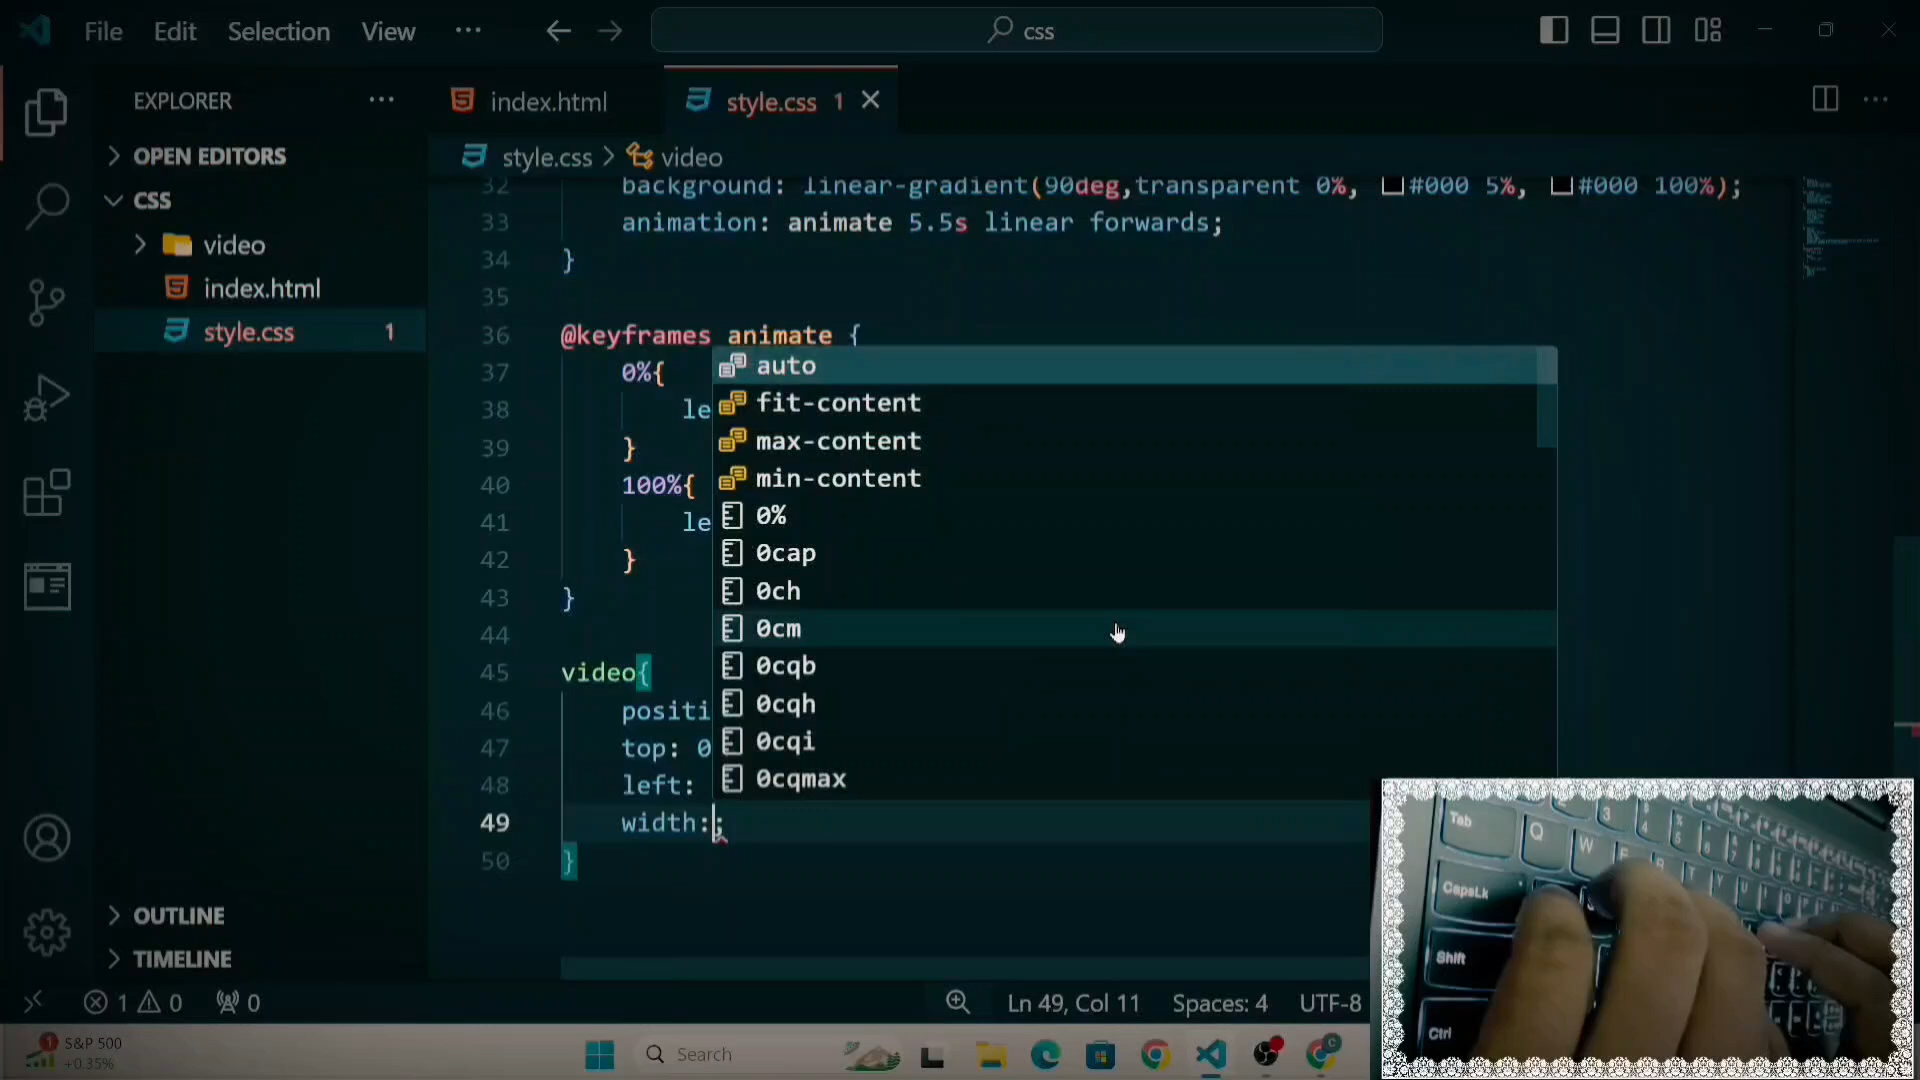 File Edit Selection View ··· css
EXPLORER ··· index.html style.css 1
OPEN EDITORS
style.css > video
CSS
video
index.html
style.css 1
32 background: linear-gradient(90deg,transparent 0%, #000 5%, #000 100%);
33 animation: animate 5.5s linear forwards;
34 }
35
36 @keyframes animate {
37 0%{
38 le
39 }
40 100%{
41 le
42 }
43 }
44
45 video{
46 positi
47 top: 0
48 left:
49 width:;
50 }
auto
fit-content
max-content
min-content
0%
0cap
0ch
0cm
0cqb
0cqh
0cqi
0cqmax
OUTLINE
TIMELINE
1 0 0 Ln 49, Col 11 Spaces: 4 UTF-8
S&P 500
+0.35%
Search
Tab Q W
CapsLk
Shift
Ctrl